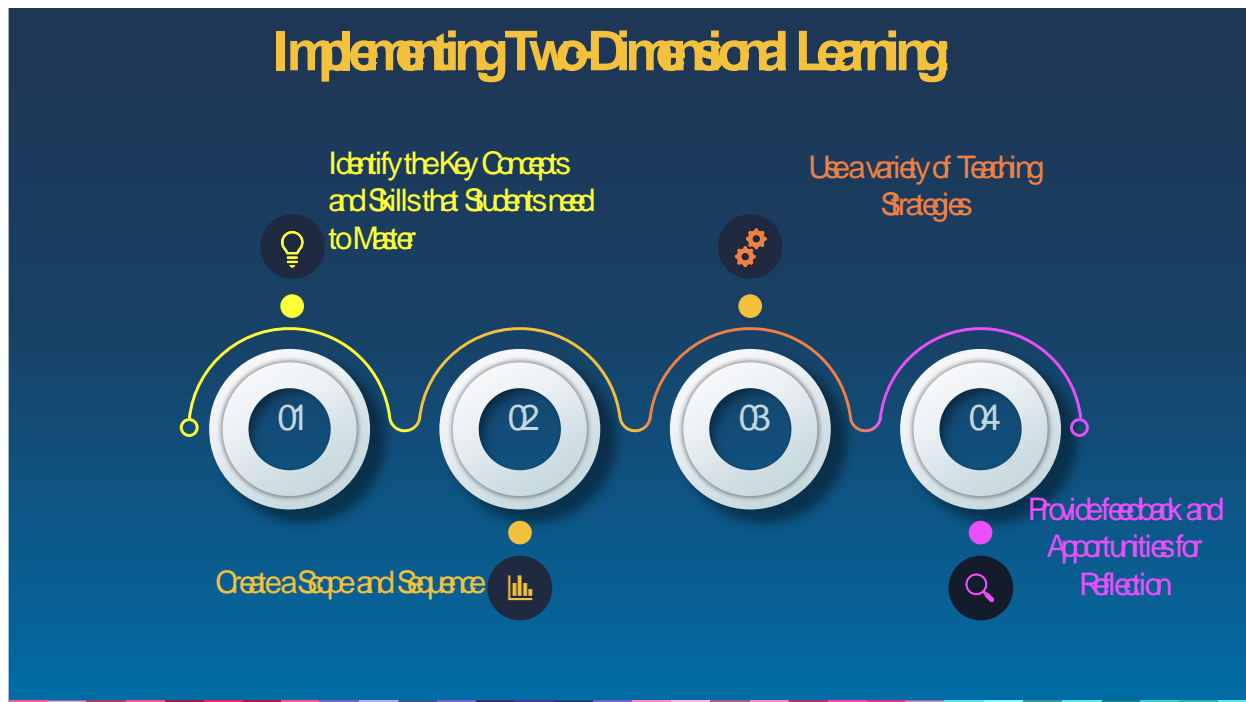 Implementing Two-Dimensional Learning:
Identify the Key Concepts
and Skills that Students need
to Master
Use a variety of Teaching
Strategies
01
02
03
04
Create a Scope and Sequence
Provide feedback and
Apportunities for
Reflection